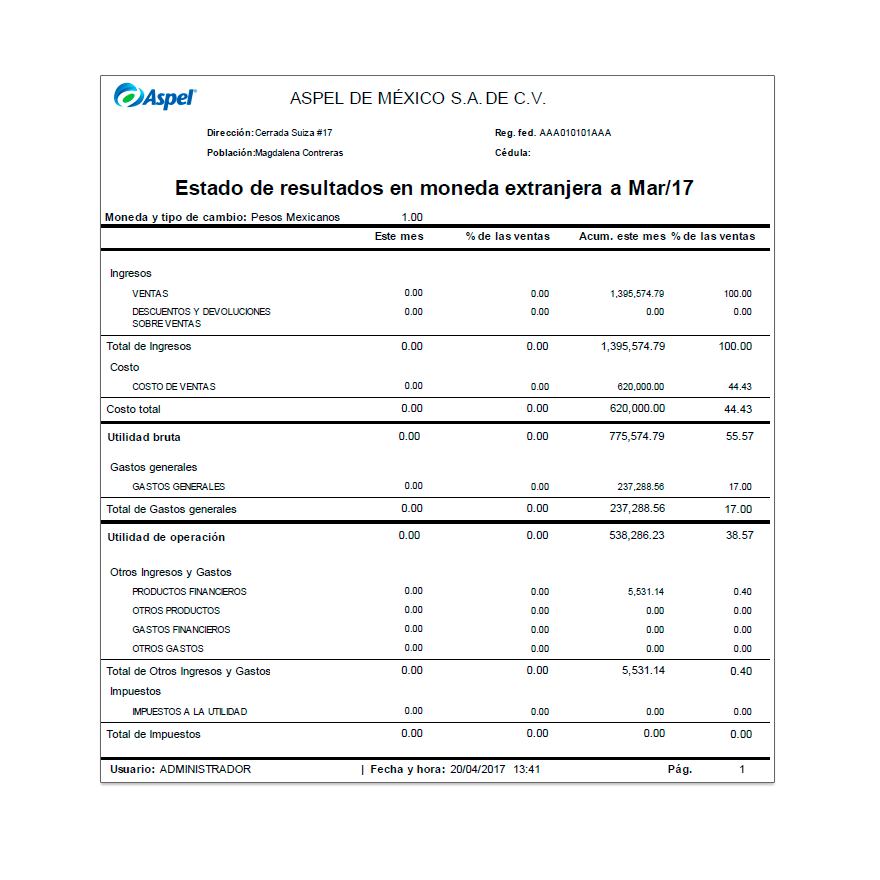 Aspel
ASPEL DE MÉXICO S.A. DE C.V.
Dirección: Cerrada Suiza #17 Reg. fed. AAA010101AAA
Población: Magdalena Contreras Cédula:
Estado de resultados en moneda extranjera a Mar/17
Moneda y tipo de cambio: Pesos Mexicanos 1.00
Este mes % de las ventas Acum. este mes % de las ventas
Ingresos
VENTAS 0.00 0.00 1,395,574.79 100.00
DESCUENTOS Y DEVOLUCIONES 0.00 0.00 0.00 0.00
SOBRE VENTAS
Total de Ingresos 0.00 0.00 1,395,574.79 100.00
Costo
COSTO DE VENTAS 0.00 0.00 620,000.00 44.43
Costo total 0.00 0.00 620,000.00 44.43
Utilidad bruta 0.00 0.00 775,574.79 55.57
Gastos generales
GASTOS GENERALES 0.00 0.00 237,288.56 17.00
Total de Gastos generales 0.00 0.00 237,288.56 17.00
Utilidad de operación 0.00 0.00 538,286.23 38.57
Otros Ingresos y Gastos
PRODUCTOS FINANCIEROS 0.00 0.00 5,531.14 0.40
OTROS PRODUCTOS 0.00 0.00 0.00 0.00
GASTOS FINANCIEROS 0.00 0.00 0.00 0.00
OTROS GASTOS 0.00 0.00 0.00 0.00
Total de Otros Ingresos y Gastos 0.00 0.00 5,531.14 0.40
Impuestos
IMPUESTOS A LA UTILIDAD 0.00 0.00 0.00 0.00
Total de Impuestos 0.00 0.00 0.00 0.00
Usuario: ADMINISTRADOR | Fecha y hora: 20/04/2017 13:41 Pág. 1